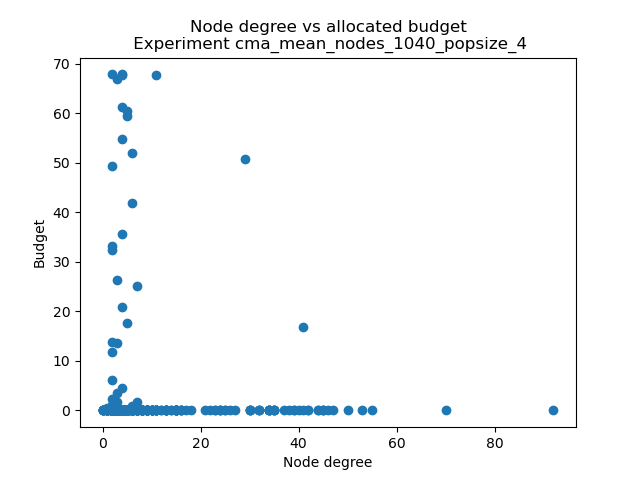 Node degree vs allocated budget
Experiment cma_mean_nodes_1040_popsize_4
70
60
50
40
30
20
10
0
Budget
0 20 40 60 80
Node degree